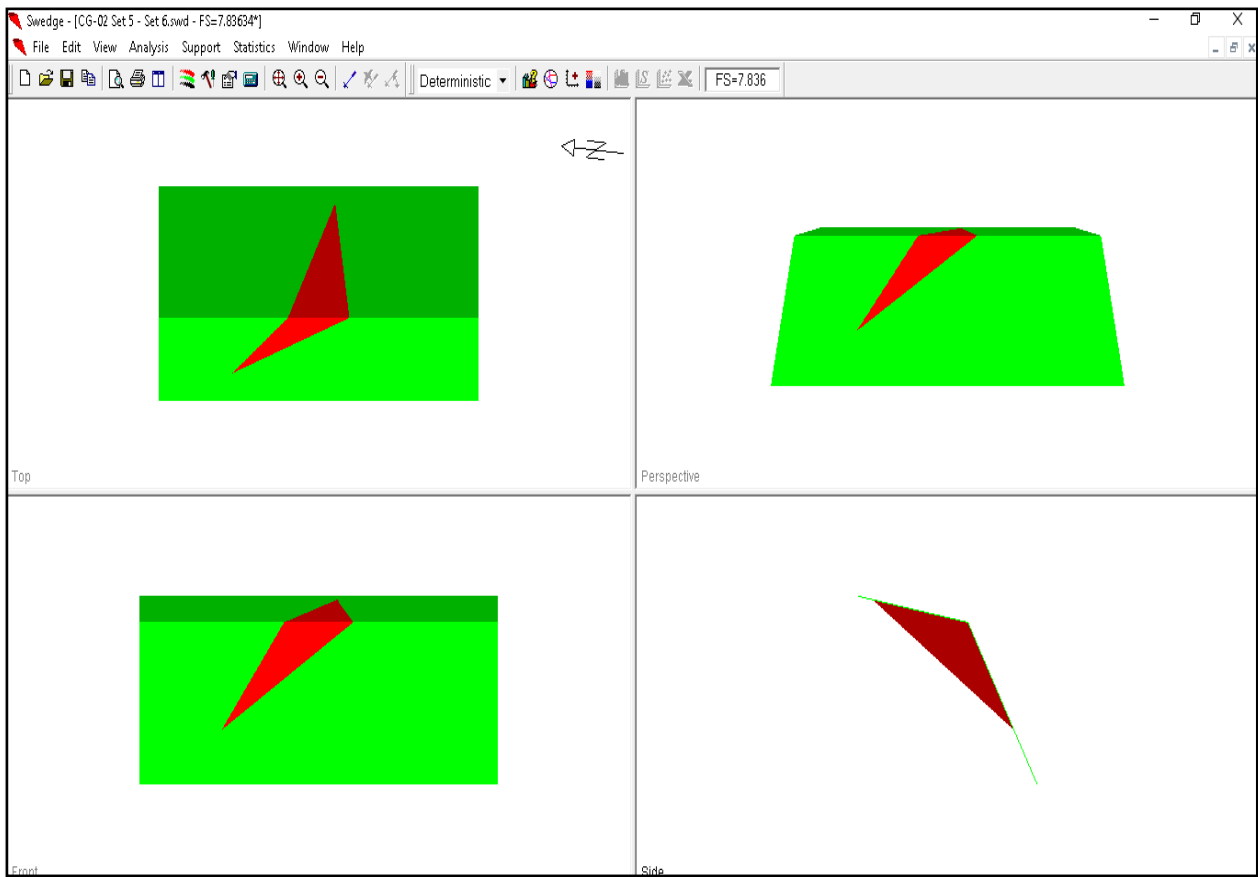 Swedge - [CG-02 Set 5 - Set 6.swd - FS=7.83634*]
File Edit View Analysis Support Statistics Window Help
Deterministic FS=7.836
Z
Top
Perspective
Front
Side